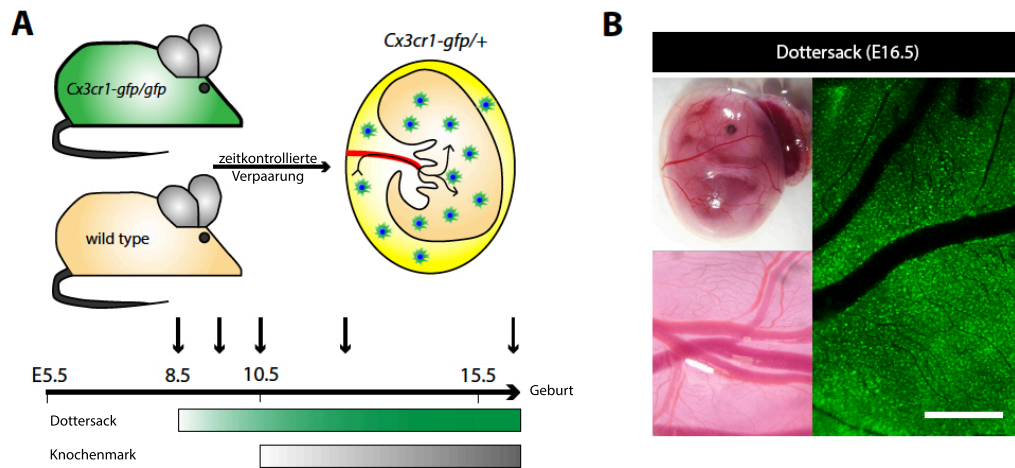 A
Cx3cr1-gfp/gfp
wild type
zeitkontrollierte
Verpaarung
Cx3cr1-gfp/+
E5.5 8.5 10.5 15.5
Geburt
Dottersack
Knochenmark
B
Dottersack (E16.5)